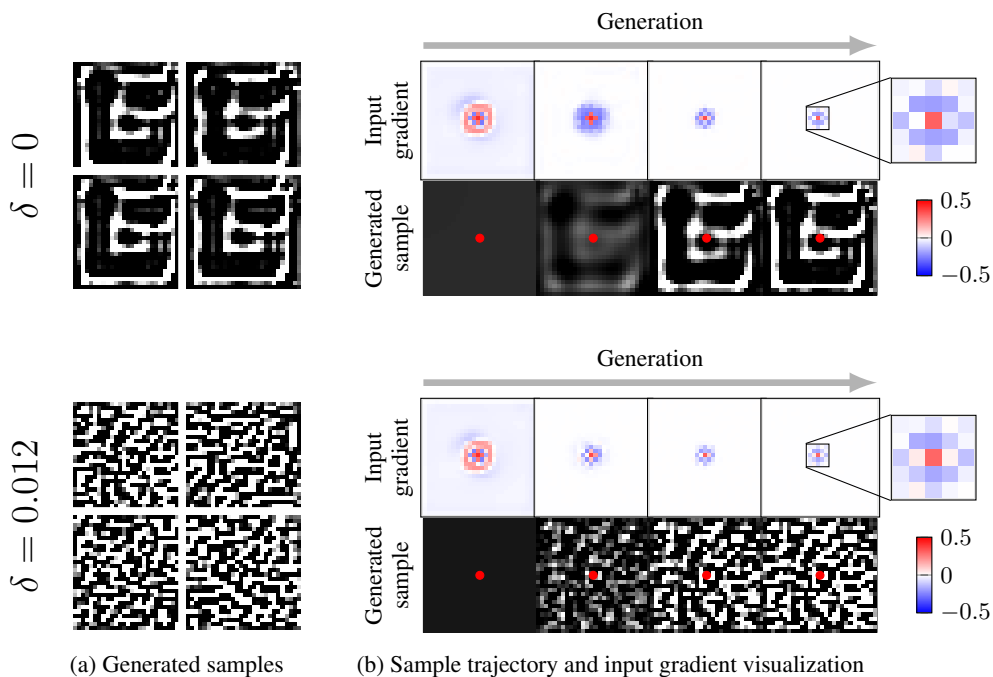 Generation
δ = 0
Input gradient
Generated sample
0.5
0
−0.5
Generation
δ = 0.012
Input gradient
Generated sample
0.5
0
−0.5
(a) Generated samples
(b) Sample trajectory and input gradient visualization